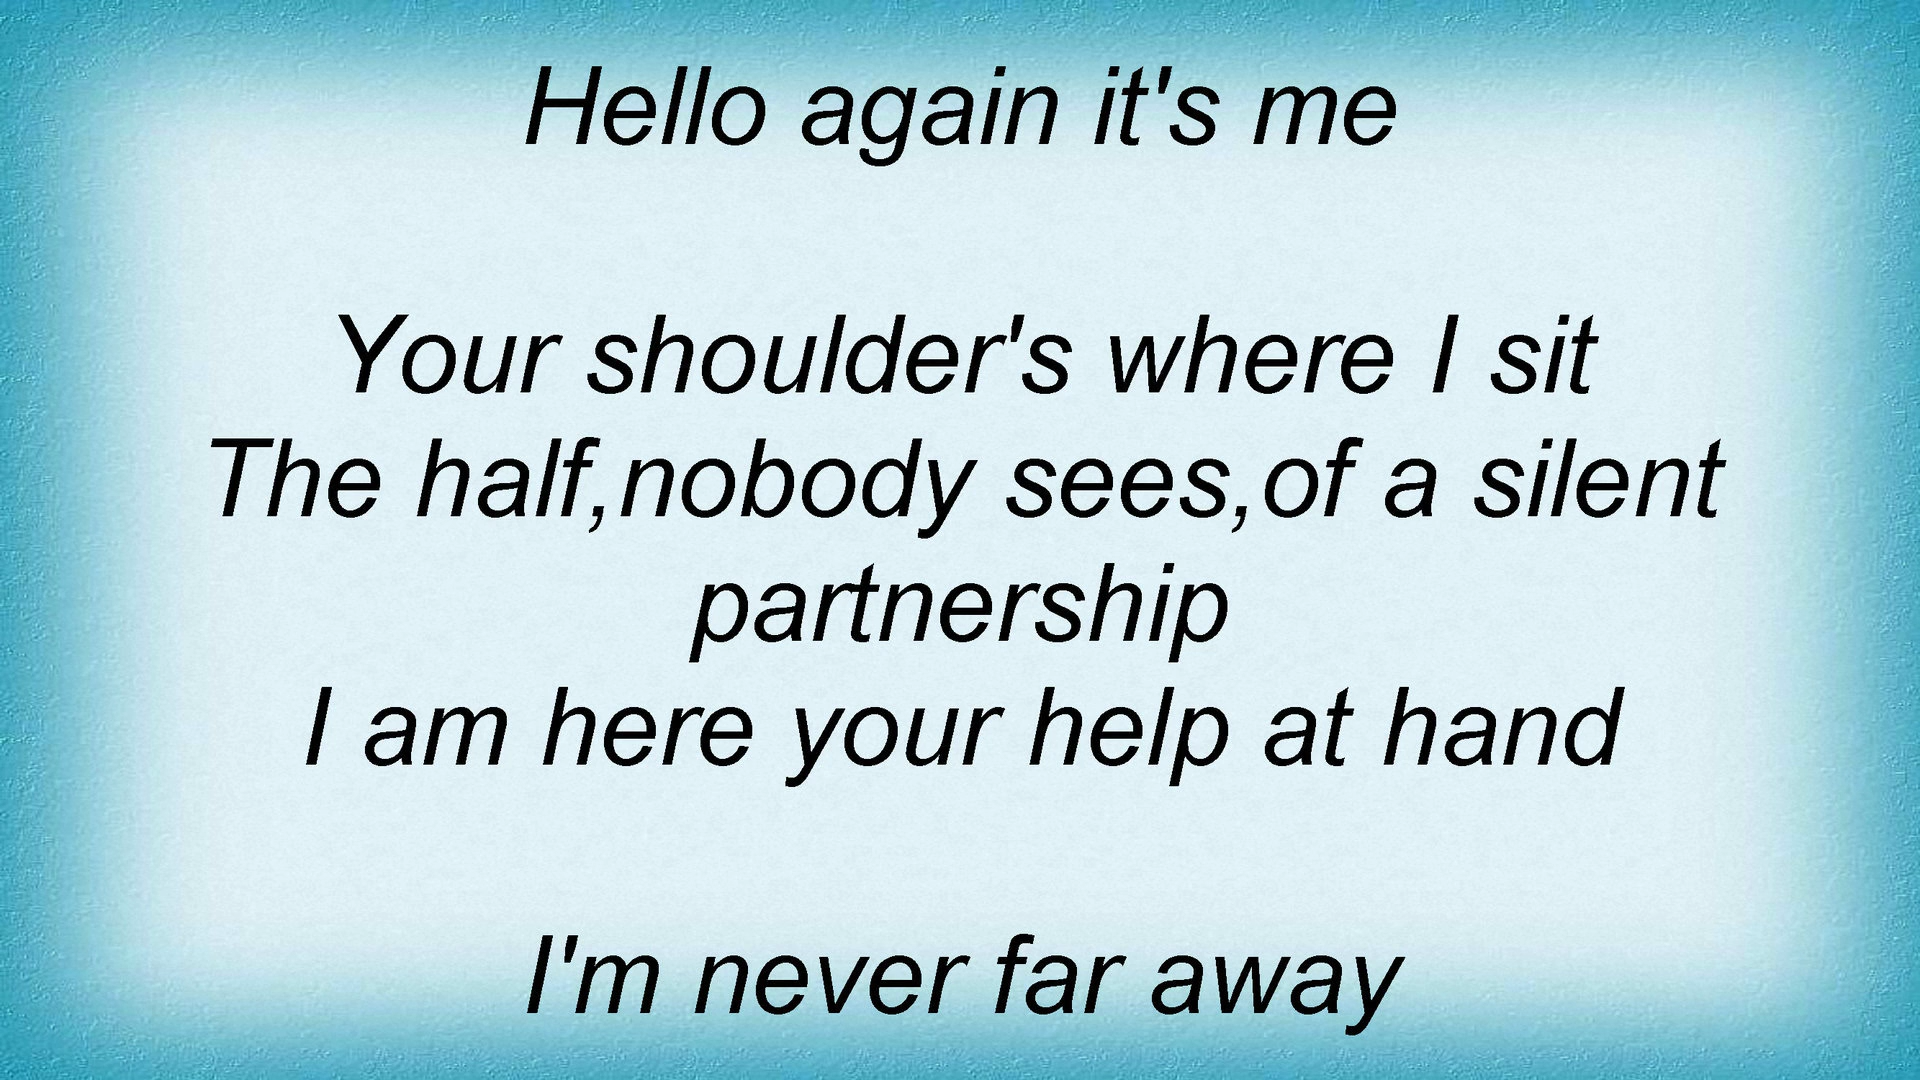 Hello again it's me
Your shoulder's where I sit
The half,nobody sees,of a silent
partnership
I am here your help at hand
I'm never far away